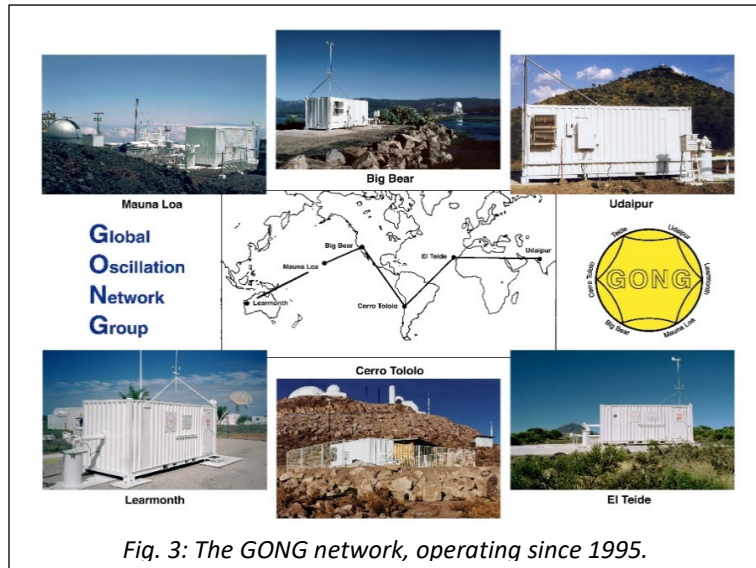 Mauna Loa
Big Bear
Udaipur
Global
Oscillation
Network
Group
Big Bear
Mauna Loa
Learmonth
Cerro Tololo
El Teide
Udaipur
Teide
Udaipur
Learmonth
Mauna Loa
Big Bear
Cerro Tololo
GONG
Learmonth
Cerro Tololo
El Teide
Fig. 3: The GONG network, operating since 1995.